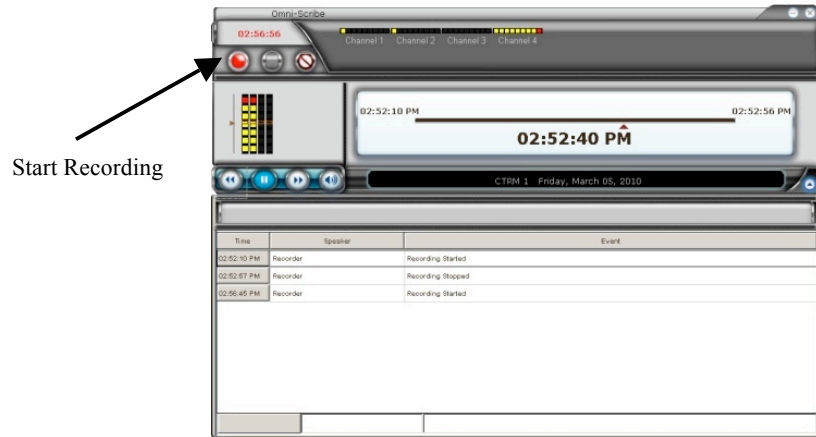 Omni-Scribe
02:56:56
Channel 1 Channel 2 Channel 3 Channel 4
02:52:10 PM 02:52:56 PM
02:52:40 PM
Start Recording
CTRM 1 Friday, March 05, 2010
Time Speaker Event
02:52:10 PM Recorder Recording Started
02:52:57 PM Recorder Recording Stopped
02:56:45 PM Recorder Recording Started